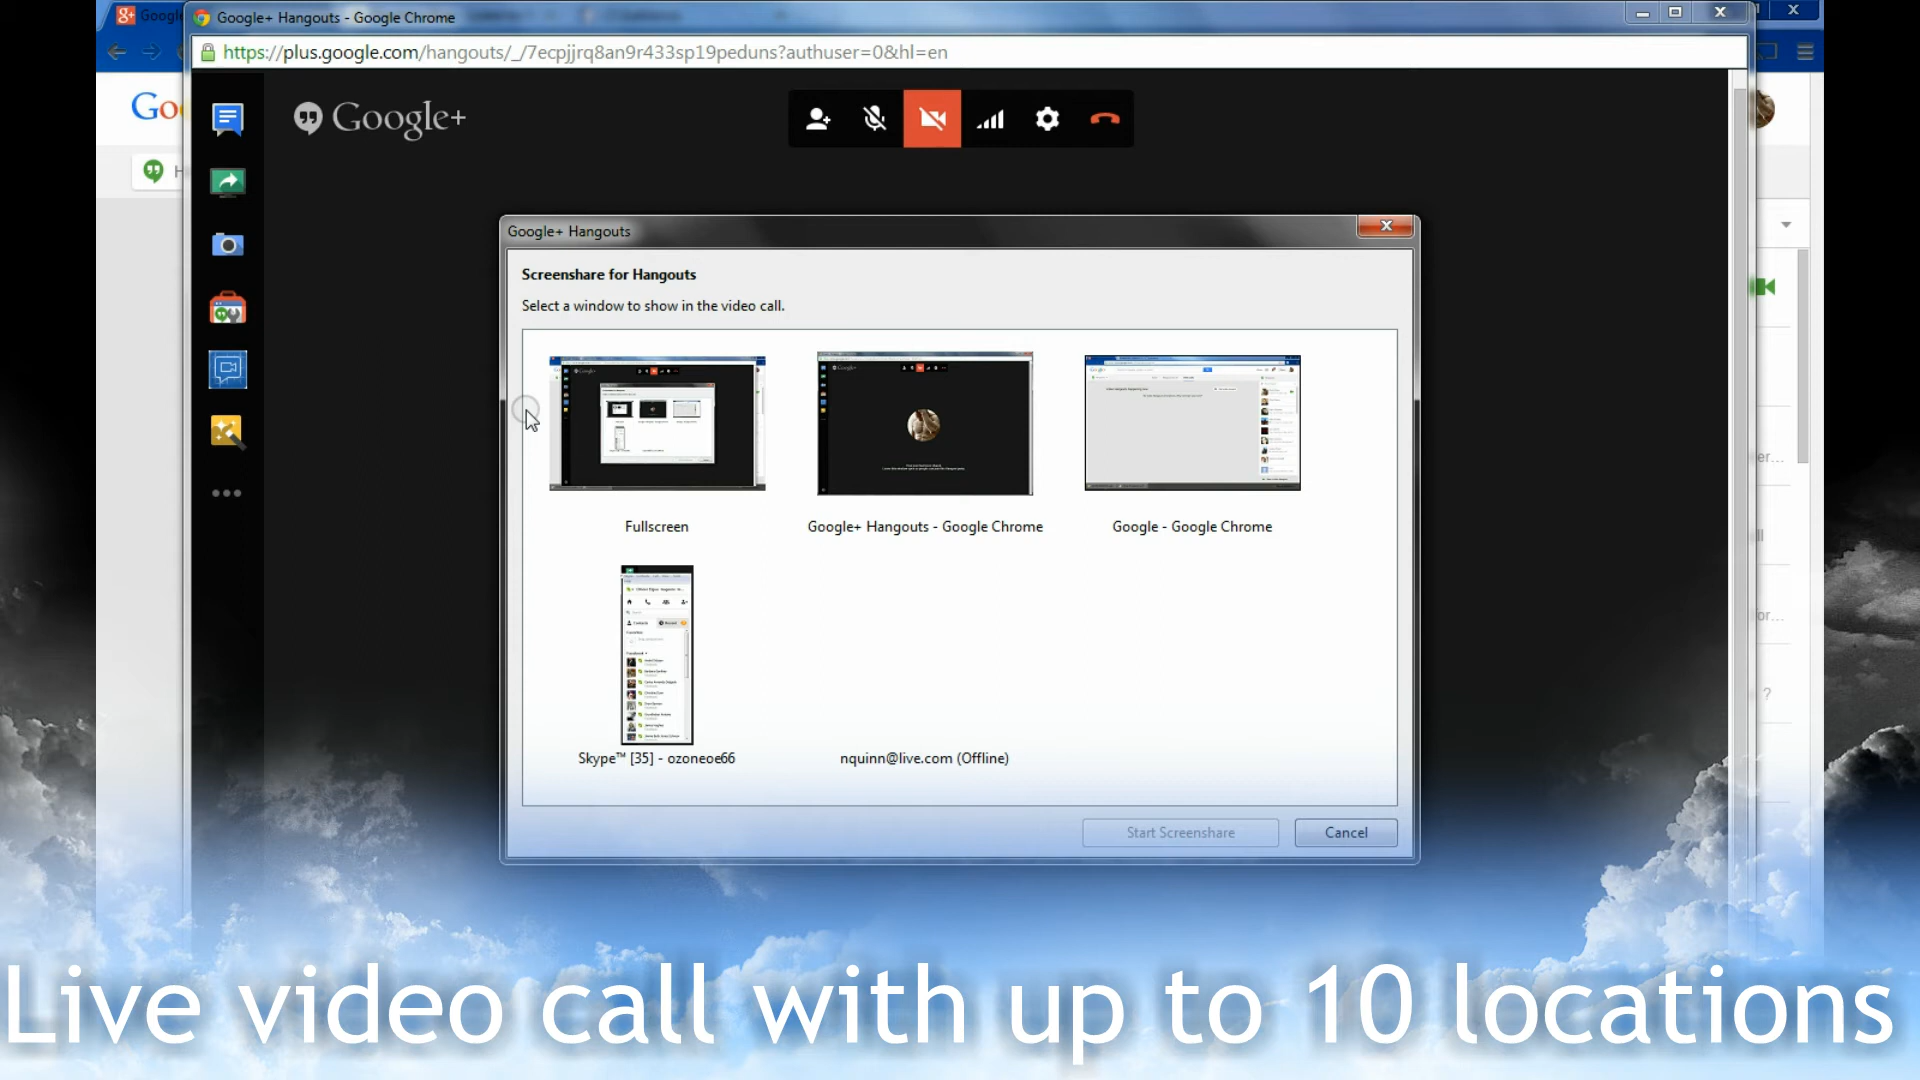 Google+ Hangouts - Google Chrome
https://plus.google.com/hangouts/_/7ecpjjrq8an9r433sp19peduns?authuser=0&hl=en
Google+
Google+ Hangouts
Screenshare for Hangouts
Select a window to show in the video call.
Fullscreen
Google+ Hangouts - Google Chrome
Google - Google Chrome
Skype™ [35] - ozoneoe66
nquinn@live.com (Offline)
Start Screenshare
Cancel
Live video call with up to 10 locations